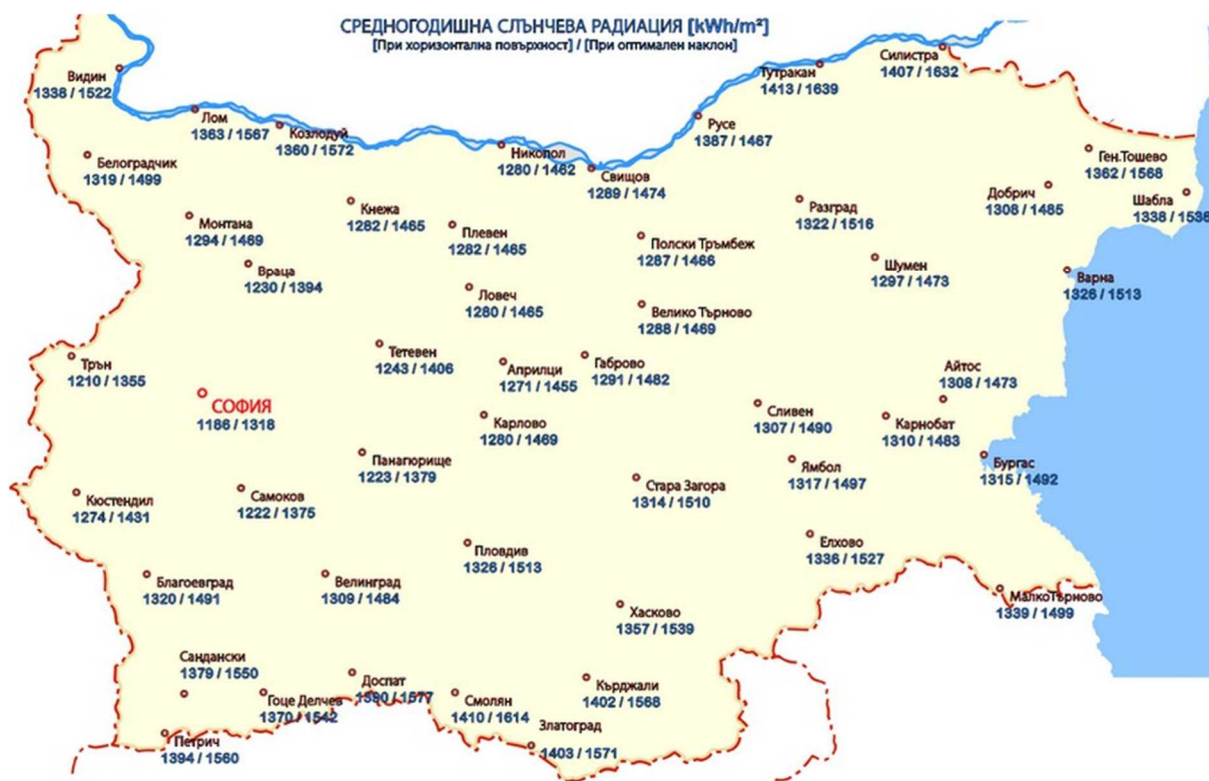 СРЕДНОГОДИШНА СЛЪНЧЕВА РАДИАЦИЯ [kWh/m²]
[При хоризонтална повърхност] / [При оптимален наклон]
Видин
1338 / 1522
Силистра
1407 / 1632
Тутракан
1413 / 1639
Лом
1363 / 1567
Козлодуй
1360 / 1572
Русе
1387 / 1467
Никопол
1280 / 1462
Свищов
1289 / 1474
Белоградчик
1319 / 1499
Ген.Тошево
1362 / 1568
Добрич
1308 / 1485
Шабла
1338 / 1536
Кнежа
1282 / 1465
Разград
1322 / 1516
Монтана
1294 / 1469
Плевен
1282 / 1465
Полски Тръмбеж
1287 / 1466
Враца
1230 / 1394
Шумен
1297 / 1473
Варна
1326 / 1513
Ловеч
1280 / 1465
Велико Търново
1288 / 1469
Трън
1210 / 1355
Тетевен
1243 / 1406
Априлци
1271 / 1455
Габрово
1291 / 1482
Айтос
1308 / 1473
СОФИЯ
1186 / 1318
Карлово
1280 / 1469
Сливен
1307 / 1490
Карнобат
1310 / 1483
Панагюрище
1223 / 1379
Ямбол
1317 / 1497
Бургас
1315 / 1492
Кюстендил
1274 / 1431
Самоков
1222 / 1375
Стара Загора
1314 / 1510
Пловдив
1326 / 1513
Елхово
1336 / 1527
Благоевград
1320 / 1491
Велинград
1309 / 1484
Хасково
1357 / 1539
МалкоТърново
1339 / 1499
Сандански
1379 / 1550
Гоце Делчев
1370 / 1542
Доспат
1390 / 1577
Смолян
1410 / 1614
Кърджали
1402 / 1568
Златоград
1403 / 1571
Петрич
1394 / 1560